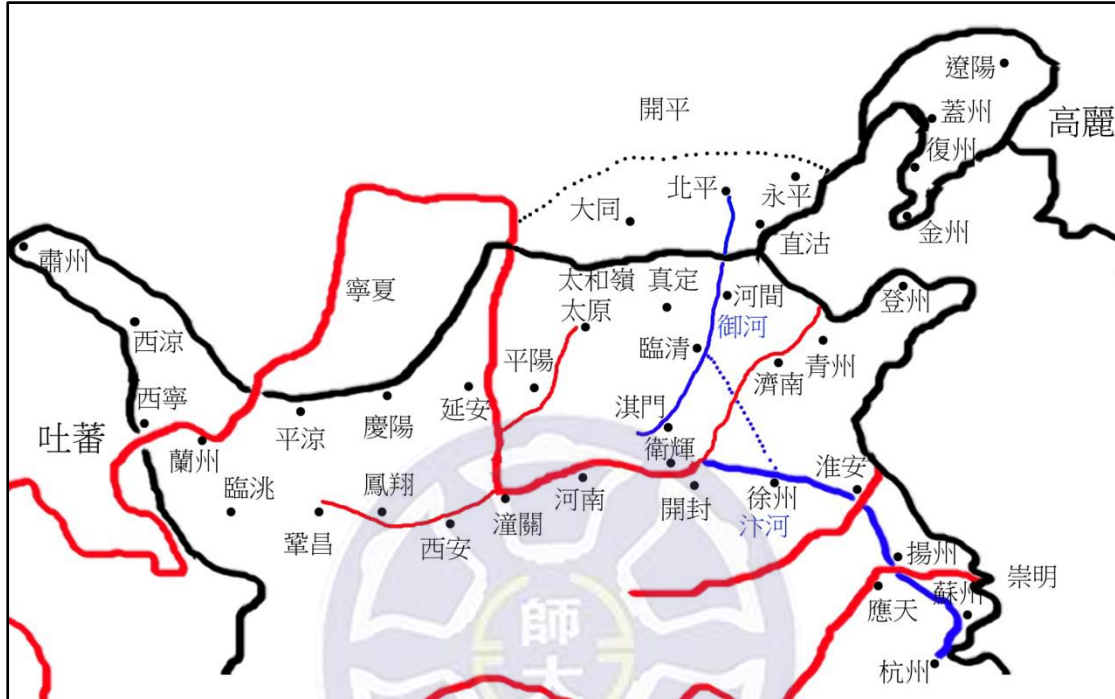 遼陽
開平
蓋州
高麗
復州
北平
永平
大同
金州
直沽
肅州
太和嶺
真定
寧夏
河間
登州
太原
御河
西涼
臨清
青州
平陽
濟南
延安
西寧
慶陽
淇門
吐蕃
平涼
蘭州
衛輝
淮安
臨洮
鳳翔
河南
開封
徐州
鞏昌
西安
潼關
汴河
揚州
崇明
應天
蘇州
師大
杭州